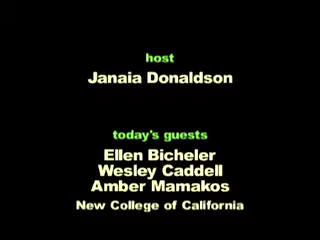 host
Janaia Donaldson
today's guests
Ellen Bicheler
Wesley Caddell
Amber Mamakos
New College of California